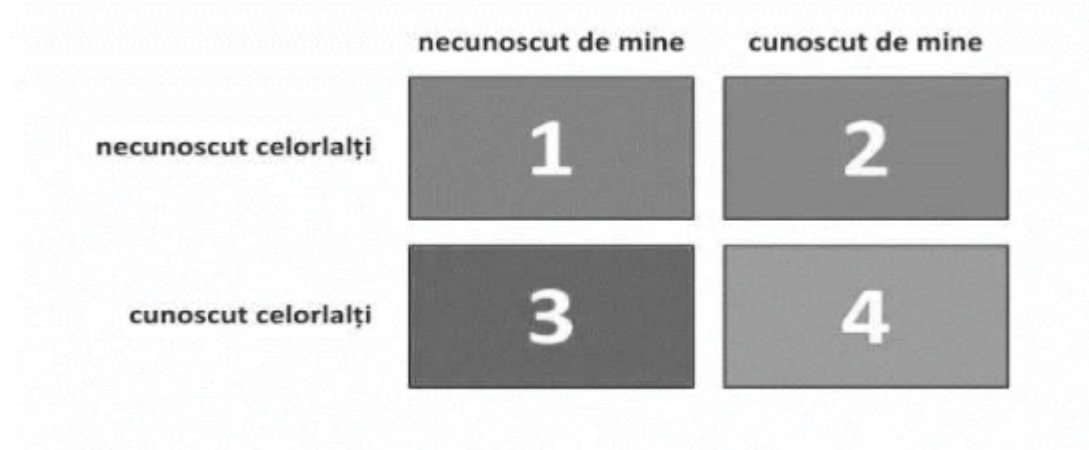 necunoscut de mine cunoscut de mine
necunoscut celorlalți 1 2
cunoscut celorlalți 3 4